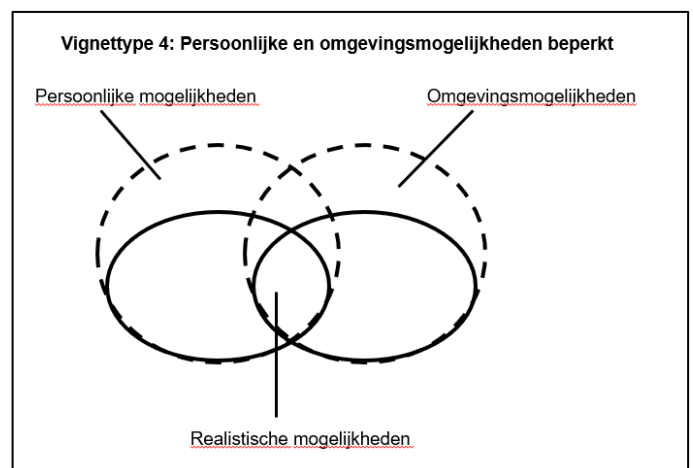 Vignettype 4: Persoonlijke en omgevingsmogelijkheden beperkt
Persoonlijke mogelijkheden
Omgevingsmogelijkheden
Realistische mogelijkheden